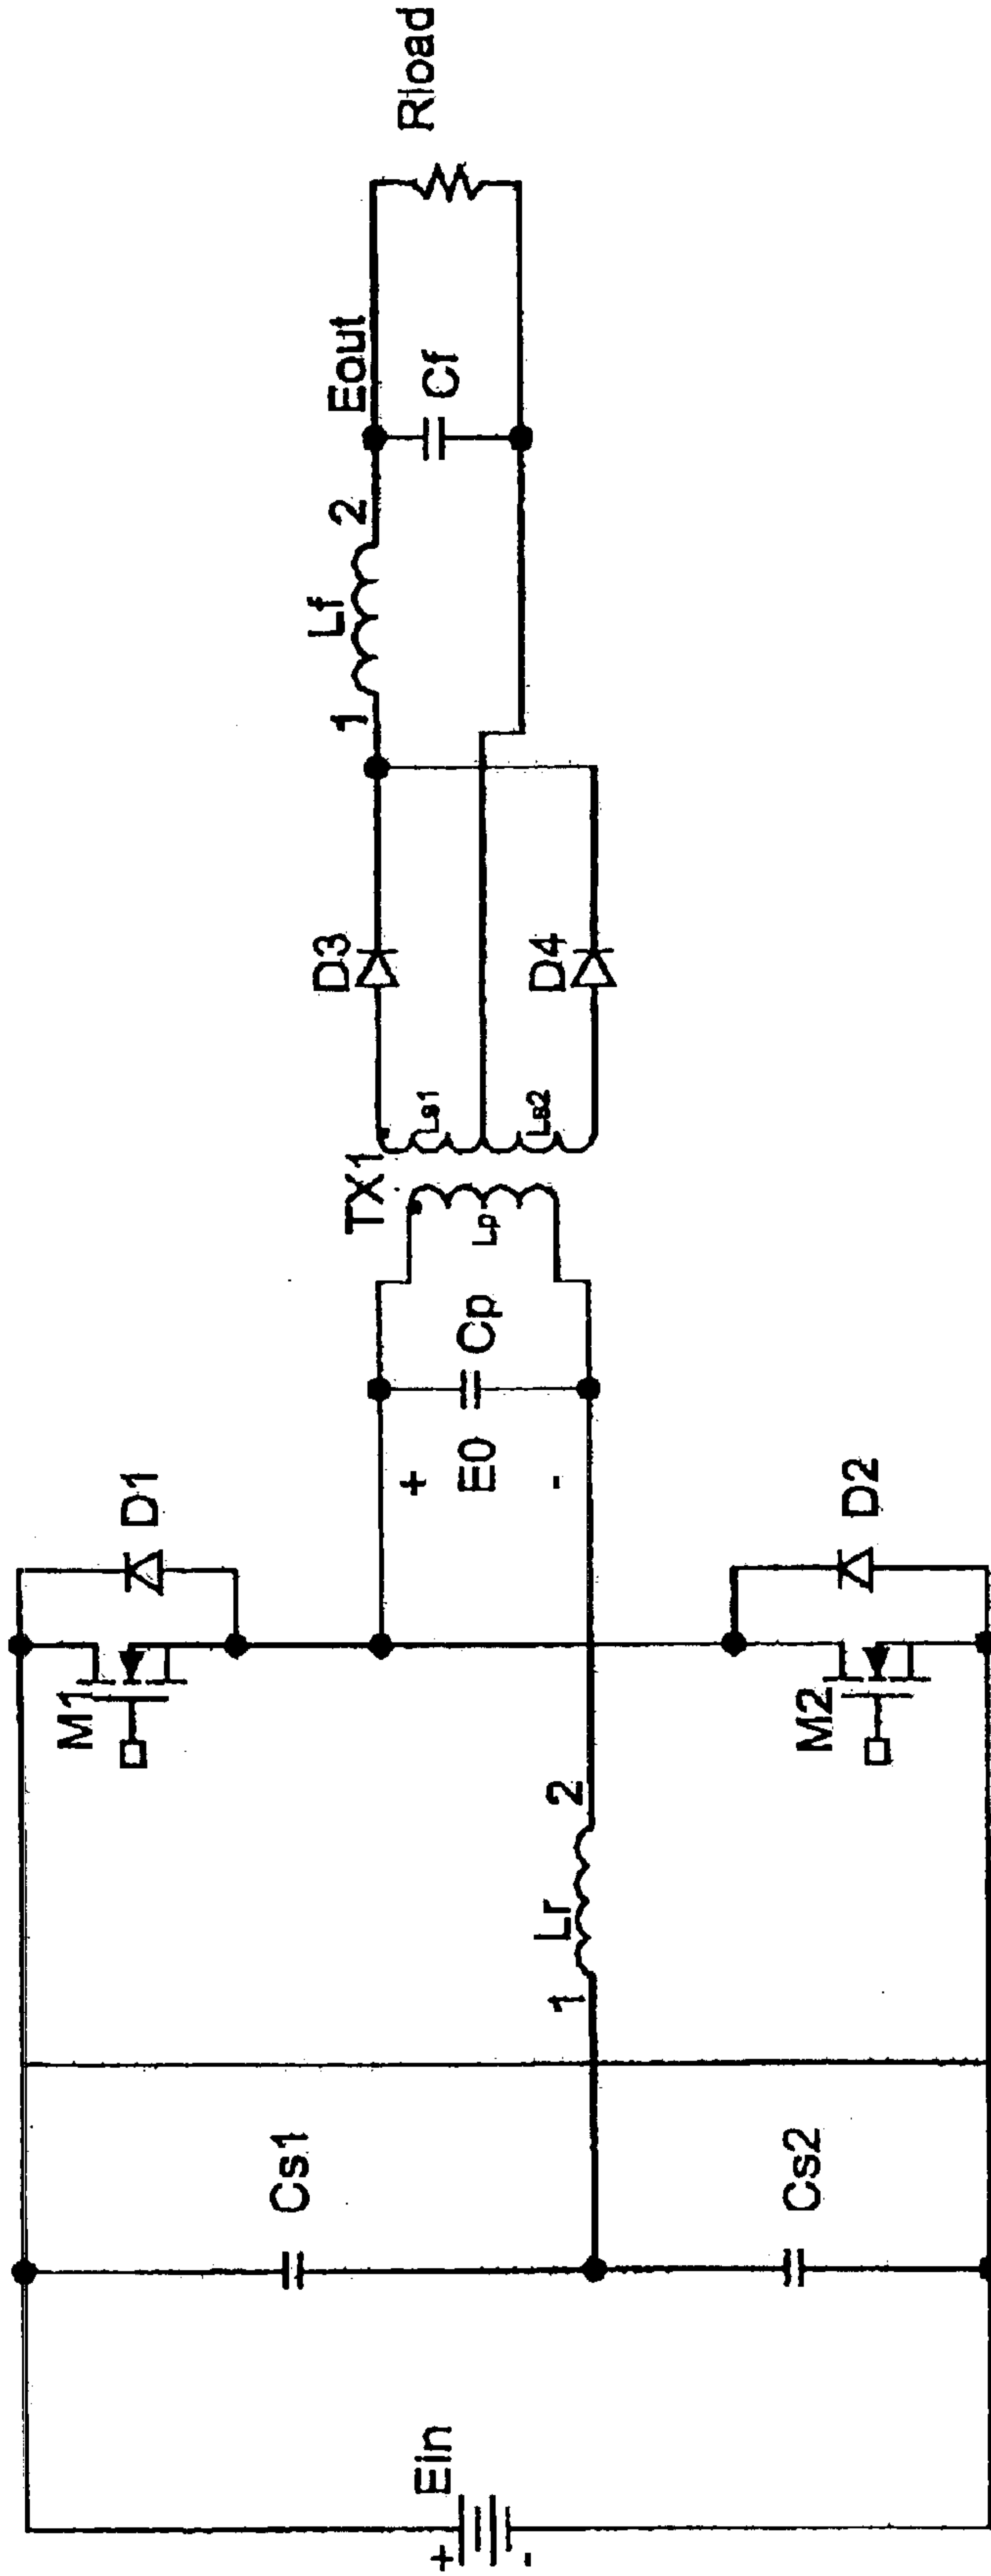 Ein
+
-
Cs1
Cs2
1
Lr
2
M1
D1
M2
D2
+
E0
-
Cp
TX1
Lp
Ls1
Ls2
D3
D4
1
Lf
2
Eout
Cf
Rload